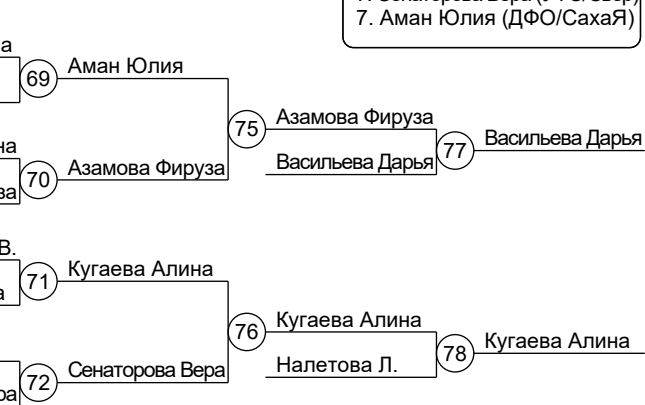 7. Аман Юлия (ДФО/СахаЯ)
69
Аман Юлия
75
Азамова Фируза
Васильева Дарья
77
Васильева Дарья
70
Азамова Фируза
71
Кугаева Алина
76
Кугаева Алина
Налетова Л.
78
Кугаева Алина
72
Сенаторова Вера